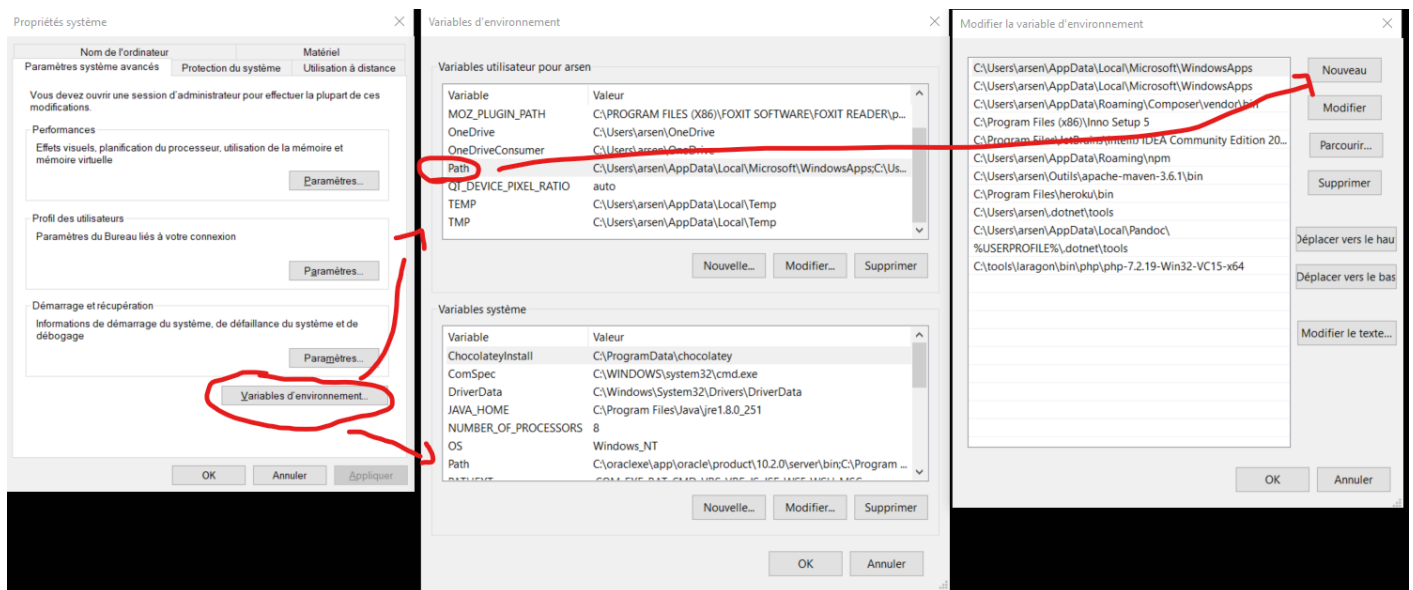 Propriétés système
Nom de l'ordinateur
Matériel
Paramètres système avancés
Protection du système
Utilisation à distance
Vous devez ouvrir une session d'administrateur pour effectuer la plupart de ces
modifications.
Performances
Effets visuels, planification du processeur, utilisation de la mémoire et
mémoire virtuelle
Paramètres...
Profil des utilisateurs
Paramètres du Bureau liés à votre connexion
Paramètres...
Démarrage et récupération
Informations de démarrage du système, de défaillance du système et de
débogage
Paramètres...
Variables d'environnement...
OK
Annuler
Appliquer
Variables d'environnement
Variables utilisateur pour arsen
Variable Valeur
MOZ_PLUGIN_PATH C:\PROGRAM FILES (X86)\FOXIT SOFTWARE\FOXIT READER\p...
OneDrive C:\Users\arsen\OneDrive
OneDriveConsumer C:\Users\arsen\OneDrive
Path C:\Users\arsen\AppData\Local\Microsoft\WindowsApps;C:\Us...
QT_DEVICE_PIXEL_RATIO auto
TEMP C:\Users\arsen\AppData\Local\Temp
TMP C:\Users\arsen\AppData\Local\Temp
Nouvelle...
Modifier...
Supprimer
Variables système
Variable Valeur
ChocolateyInstall C:\ProgramData\chocolatey
ComSpec C:\WINDOWS\system32\cmd.exe
DriverData C:\Windows\System32\Drivers\DriverData
JAVA_HOME C:\Program Files\Java\jre1.8.0_251
NUMBER_OF_PROCESSORS 8
OS Windows_NT
Path C:\oraclexe\app\oracle\product\10.2.0\server\bin;C:\Program ...
Nouvelle...
Modifier...
Supprimer
OK
Annuler
Modifier la variable d'environnement
C:\Users\arsen\AppData\Local\Microsoft\WindowsApps
C:\Users\arsen\AppData\Local\Microsoft\WindowsApps
C:\Users\arsen\AppData\Roaming\Composer\vendor\bin
C:\Program Files (x86)\Inno Setup 5
C:\Program Files\JetBrains\IntelliJ IDEA Community Edition 20...
C:\Users\arsen\AppData\Roaming\npm
C:\Users\arsen\Outils\apache-maven-3.6.1\bin
C:\Program Files\heroku\bin
C:\Users\arsen\.dotnet\tools
C:\Users\arsen\AppData\Local\Pandoc\
%USERPROFILE%\.dotnet\tools
C:\tools\laragon\bin\php\php-7.2.19-Win32-VC15-x64
Nouveau
Modifier
Parcourir...
Supprimer
Déplacer vers le hau
Déplacer vers le bas
Modifier le texte...
OK
Annuler